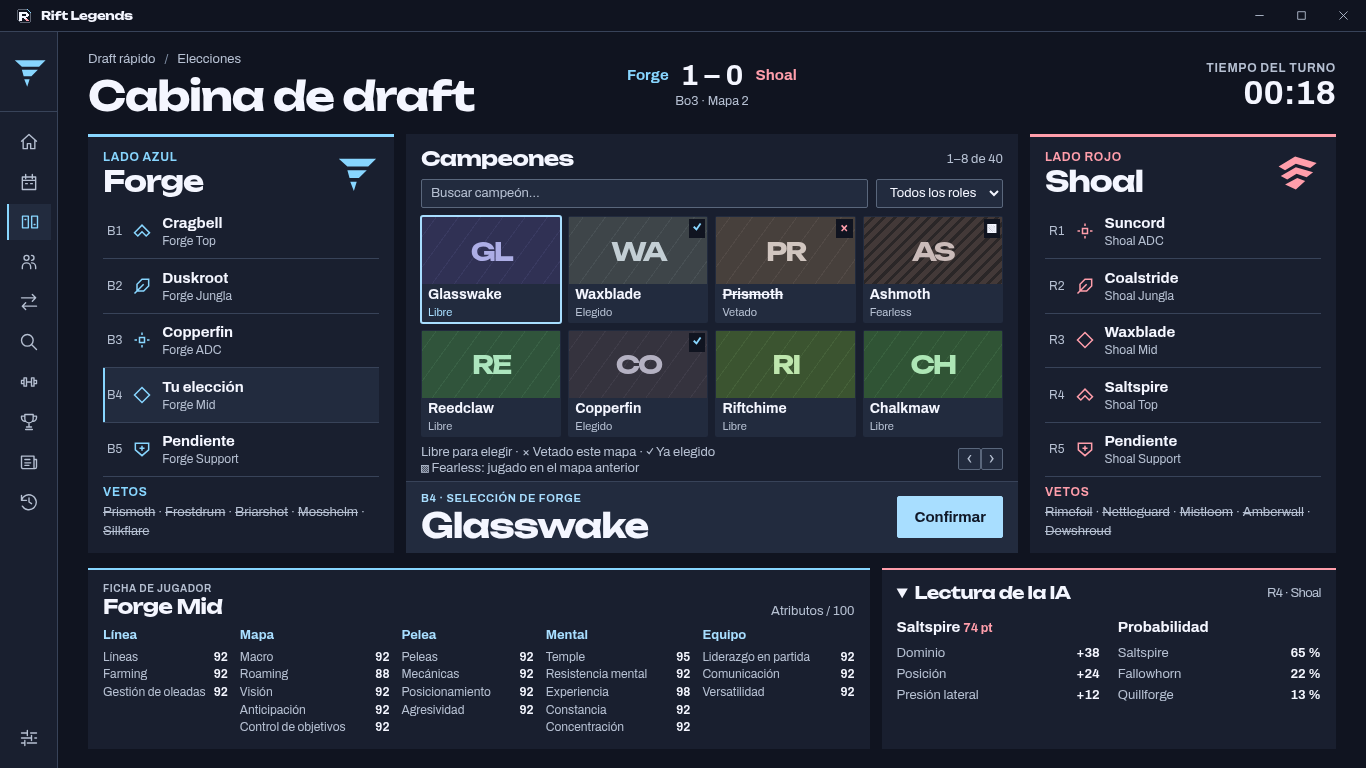 Rift Legends
Draft rápido / Elecciones
Cabina de draft
Forge 1 – 0 Shoal
Bo3 · Mapa 2
TIEMPO DEL TURNO
00:18
LADO AZUL
Forge
B1 Cragbell
Forge Top
B2 Duskroot
Forge Jungla
B3 Copperfin
Forge ADC
B4 Tu elección
Forge Mid
B5 Pendiente
Forge Support
VETOS
Prismoth · Frostdrum · Briarshot · Mosshelm ·
Silkflare
Campeones
1–8 de 40
Buscar campeón...
Todos los roles
GL
Glasswake
Libre
WA
Waxblade
Elegido
PR
Prismoth
Vetado
AS
Ashmoth
Fearless
RE
Reedclaw
Libre
CO
Copperfin
Elegido
RI
Riftchime
Libre
CH
Chalkmaw
Libre
Libre para elegir · × Vetado este mapa · ✓ Ya elegido
▨ Fearless: jugado en el mapa anterior
‹ ›
B4 · SELECCIÓN DE FORGE
Glasswake
Confirmar
LADO ROJO
Shoal
R1 Suncord
Shoal ADC
R2 Coalstride
Shoal Jungla
R3 Waxblade
Shoal Mid
R4 Saltspire
Shoal Top
R5 Pendiente
Shoal Support
VETOS
Rimefoil · Nettleguard · Mistloom · Amberwall ·
Dewshroud
FICHA DE JUGADOR
Forge Mid
Atributos / 100
Línea
Líneas 92
Farming 92
Gestión de oleadas 92
Mapa
Macro 92
Roaming 88
Visión 92
Anticipación 92
Control de objetivos 92
Pelea
Peleas 92
Mecánicas 92
Posicionamiento 92
Agresividad 92
Mental
Temple 95
Resistencia mental 92
Experiencia 98
Constancia 92
Concentración 92
Equipo
Liderazgo en partida 92
Comunicación 92
Versatilidad 92
▼ Lectura de la IA
R4 · Shoal
Saltspire 74 pt
Dominio +38
Posición +24
Presión lateral +12
Probabilidad
Saltspire 65 %
Fallowhorn 22 %
Quillforge 13 %